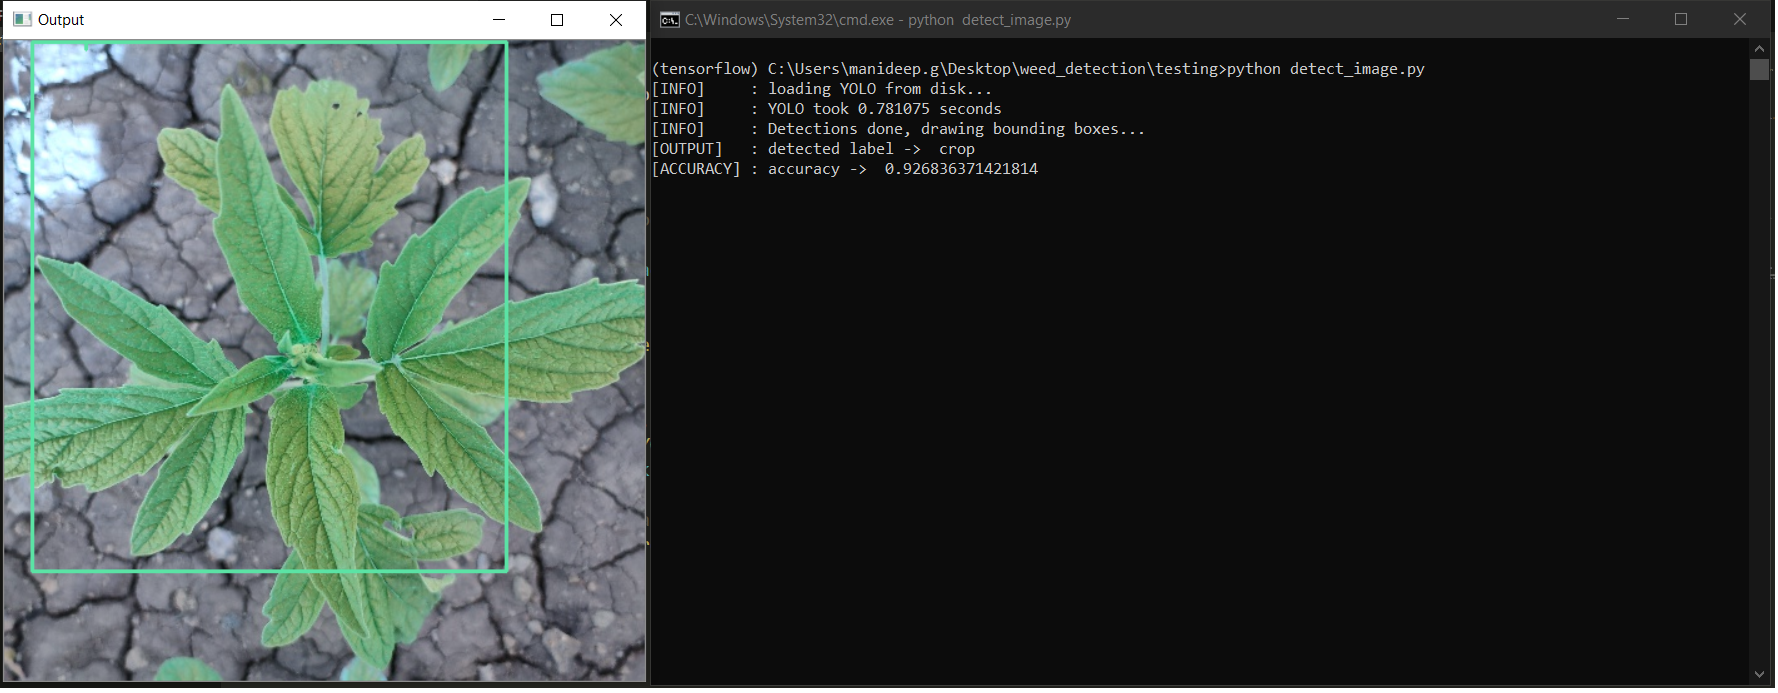 Output
C:\Windows\System32\cmd.exe - python  detect_image.py
(tensorflow) C:\Users\manideep.g\Desktop\weed_detection\testing>python detect_image.py
[INFO]     : loading YOLO from disk...
[INFO]     : YOLO took 0.781075 seconds
[INFO]     : Detections done, drawing bounding boxes...
[OUTPUT]   : detected label ->  crop
[ACCURACY] : accuracy ->  0.926836371421814